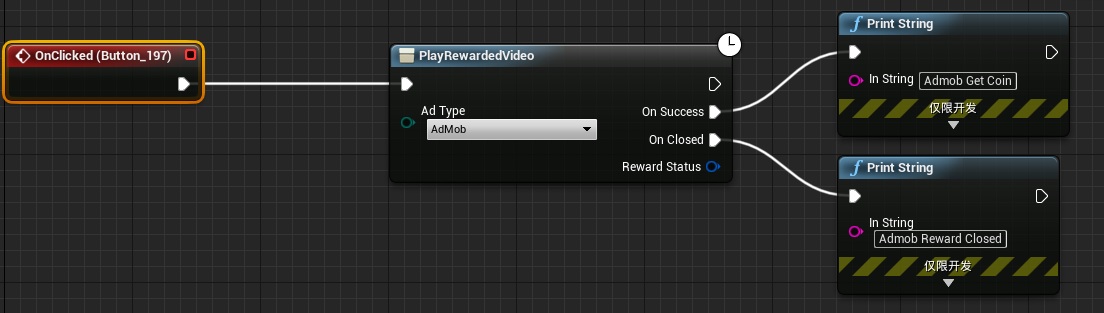 OnClicked (Button_197)
PlayRewardedVideo
Ad Type
AdMob
On Success
On Closed
Reward Status
Print String
In String
Admob Get Coin
仅限开发
Print String
In String
Admob Reward Closed
仅限开发